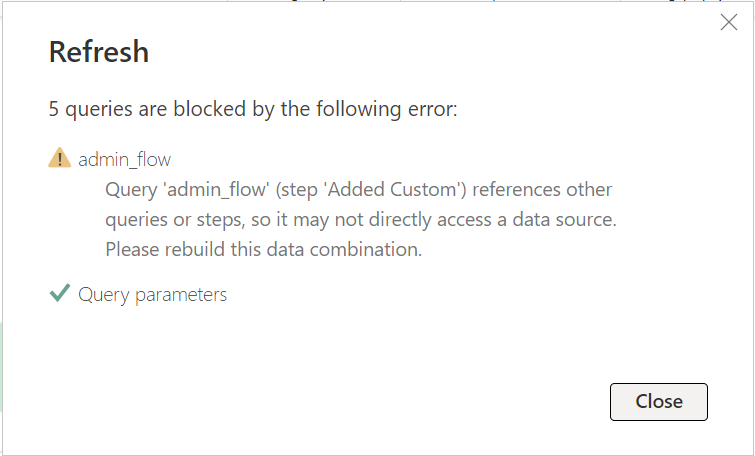 Refresh
5 queries are blocked by the following error:
admin_flow
Query 'admin_flow' (step 'Added Custom') references other
queries or steps, so it may not directly access a data source.
Please rebuild this data combination.
Query parameters
Close